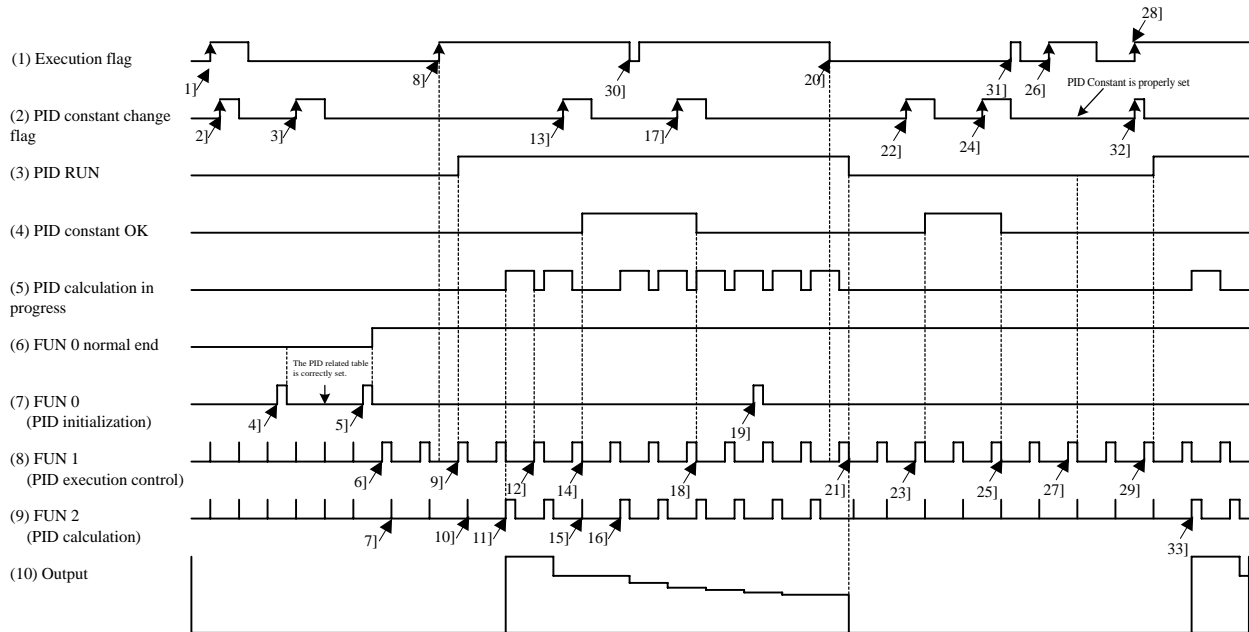 28]
(1) Execution flag
1]
8]
30]
20]
31]
26]
PID Constant is properly set
(2) PID constant change
flag
2]
3]
13]
17]
22]
24]
32]
(3) PID RUN
(4) PID constant OK
(5) PID calculation in
progress
(6) FUN 0 normal end
The PID related table
is correctly set.
(7) FUN 0
(PID initialization)
4]
5]
19]
(8) FUN 1
(PID execution control)
6]
9]
12]
14]
18]
21]
23]
25]
27]
29]
(9) FUN 2
(PID calculation)
7]
10]
11]
15]
16]
33]
(10) Output